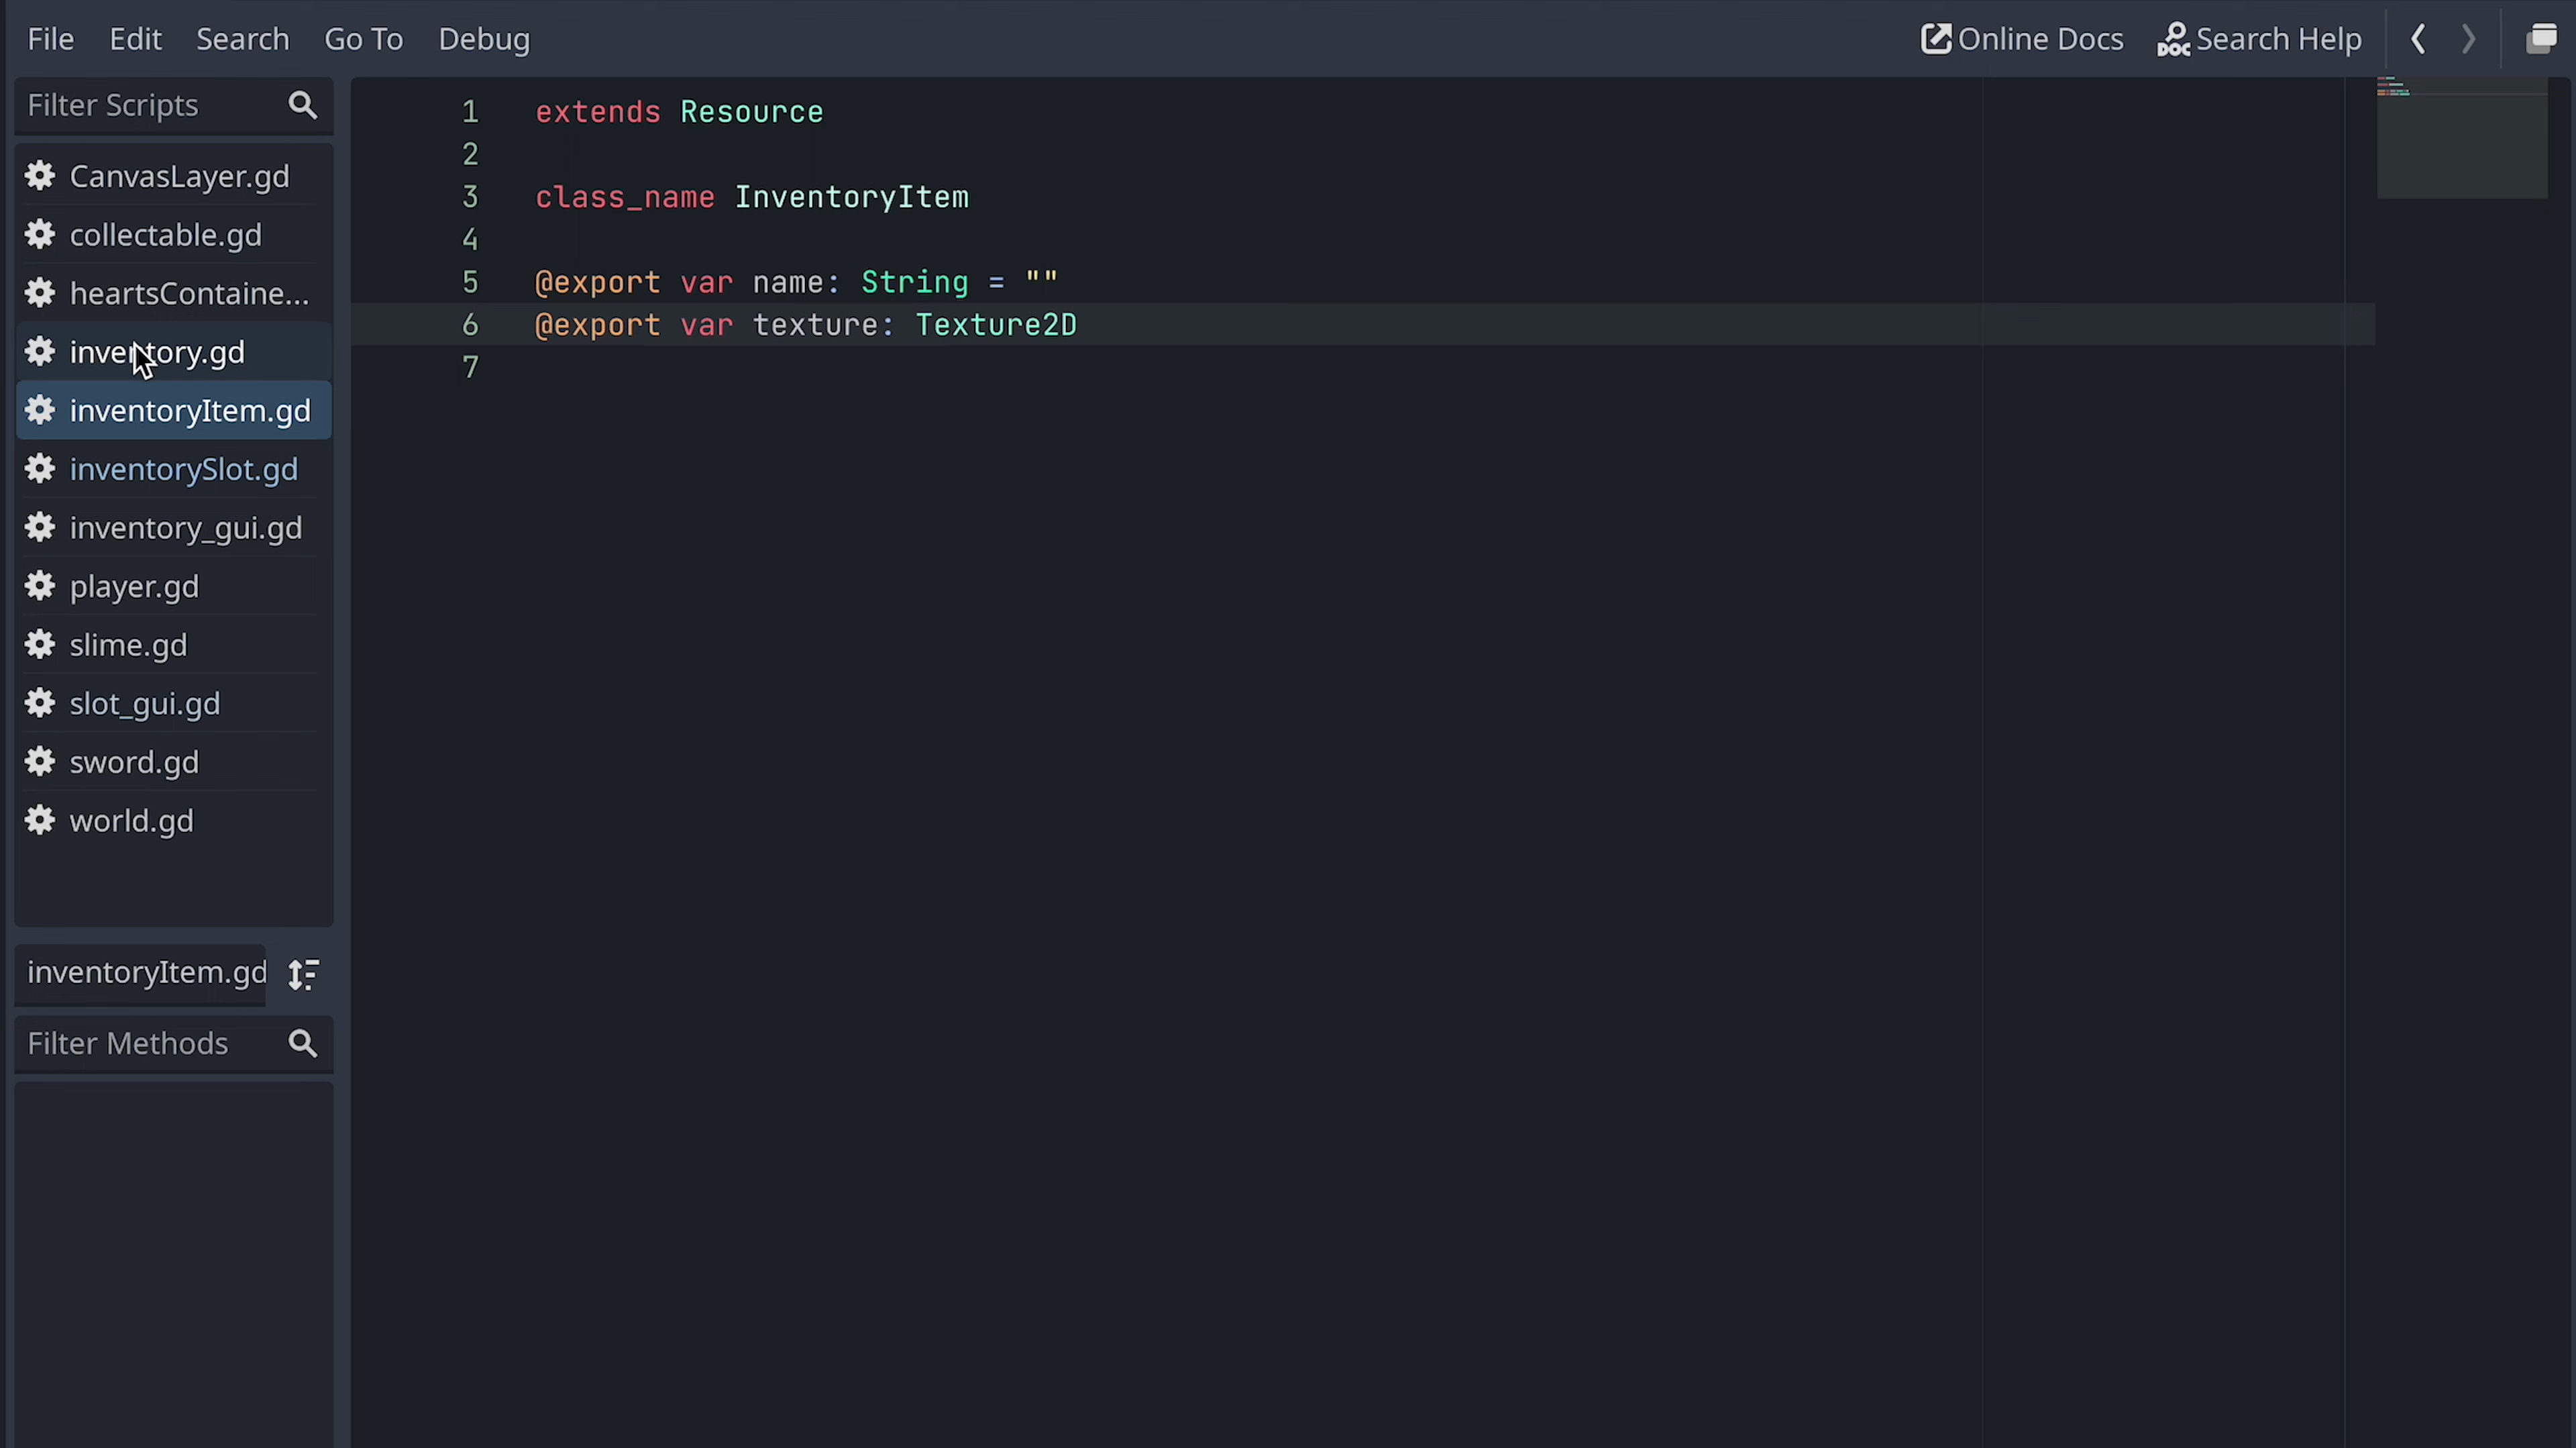 File Edit Search Go To Debug Online Docs DOC Search Help
Filter Scripts
CanvasLayer.gd
collectable.gd
heartsContaine...
inventory.gd
inventoryItem.gd
inventorySlot.gd
inventory_gui.gd
player.gd
slime.gd
slot_gui.gd
sword.gd
world.gd
inventoryItem.gd
Filter Methods
1 extends Resource
2
3 class_name InventoryItem
4
5 @export var name: String = ""
6 @export var texture: Texture2D
7